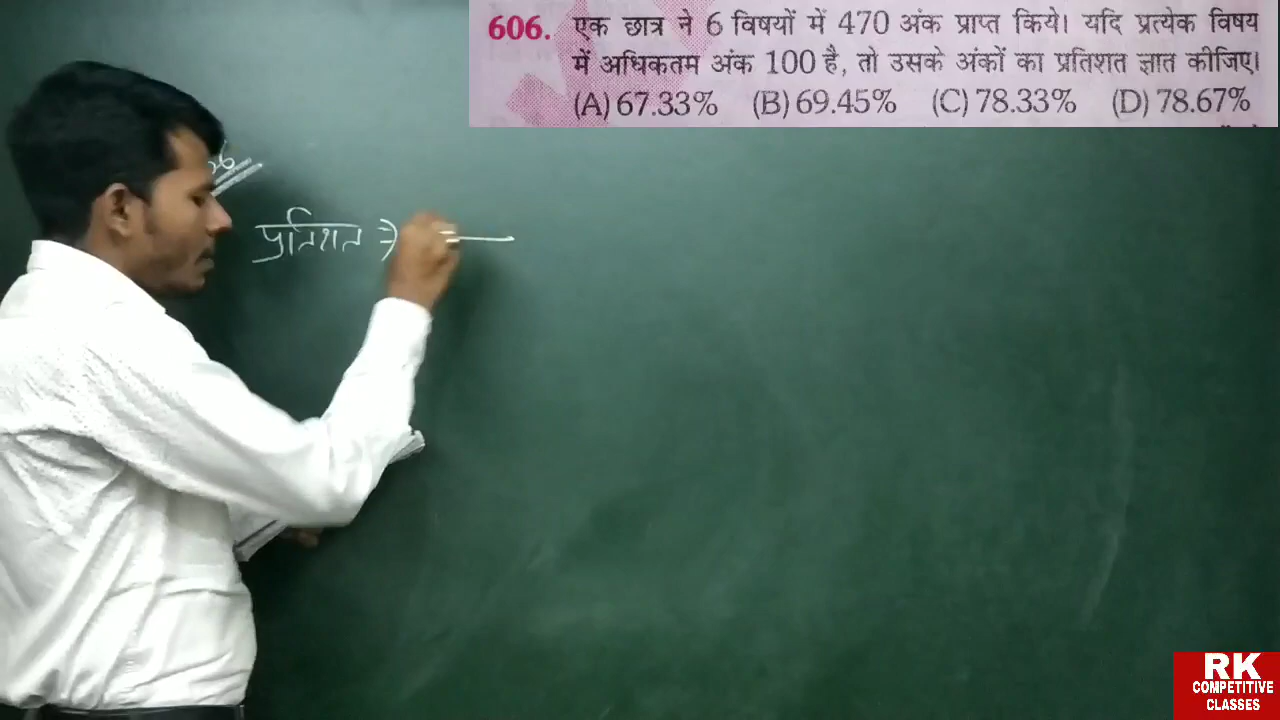 606. एक छात्र ने 6 विषयों में 470 अंक प्राप्त किये। यदि प्रत्येक विषय
में अधिकतम अंक 100 है, तो उसके अंकों का प्रतिशत ज्ञात कीजिए।
(A) 67.33% (B) 69.45% (C) 78.33% (D) 78.67%
प्रतिशत ⇒ =
RK
COMPETITIVE
CLASSES